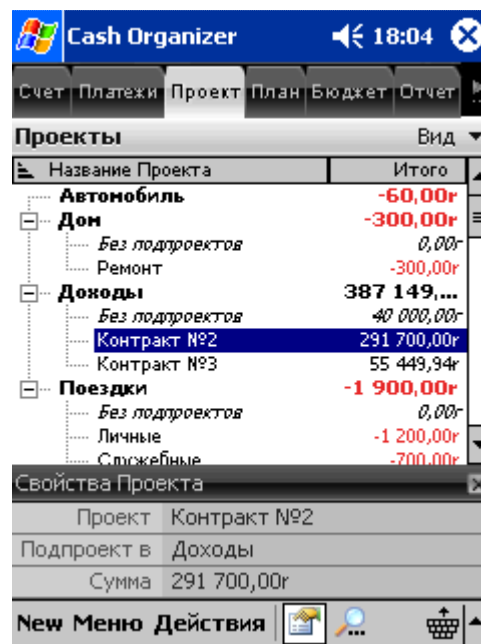 Cash Organizer 18:04
Счет Платежи Проект План Бюджет Отчет
Проекты Вид
Название Проекта Итого
Автомобиль -60,00г
Дом -300,00г
Без подпроектов 0,00г
Ремонт -300,00г
Доходы 387 149,...
Без подпроектов 40 000,00г
Контракт №2 291 700,00г
Контракт №3 55 449,94г
Поездки -1 900,00г
Без подпроектов 0,00г
Личные -1 200,00г
Служебные -700,00г
Свойства Проекта
Проект Контракт №2
Подпроект в Доходы
Сумма 291 700,00г
New Меню Действия